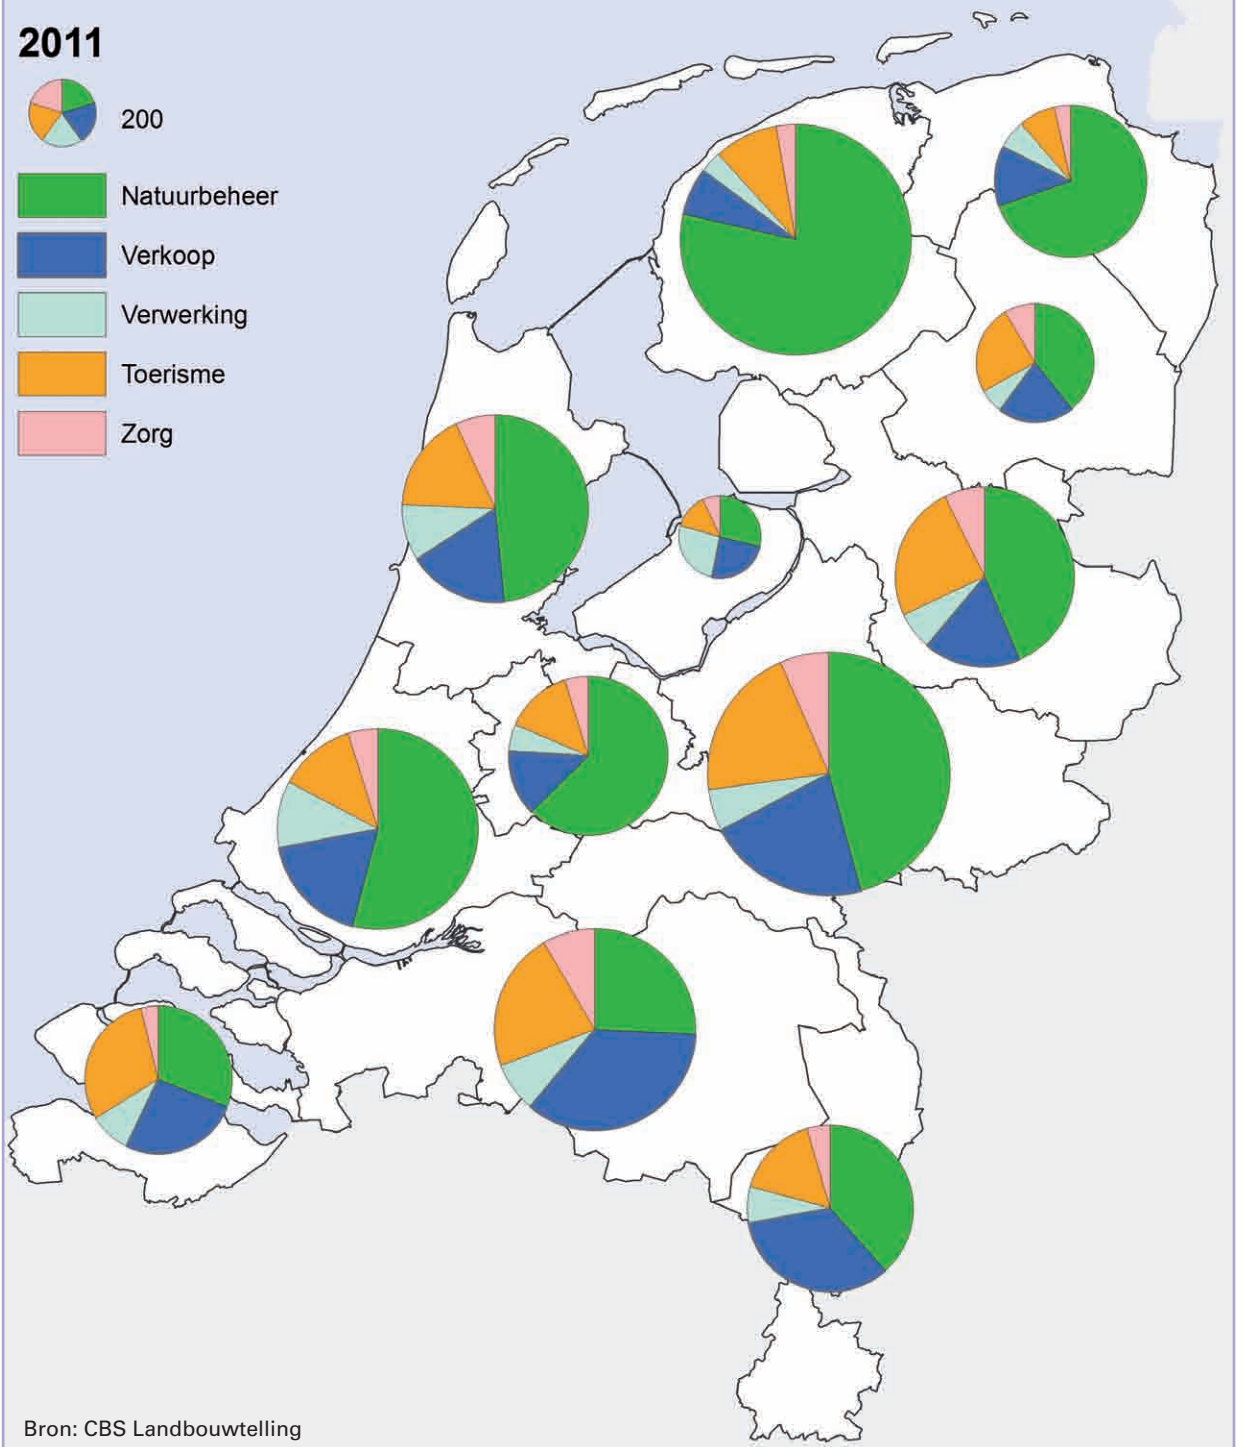 2011
200
Natuurbeheer
Verkoop
Verwerking
Toerisme
Zorg
Bron: CBS Landbouwtelling